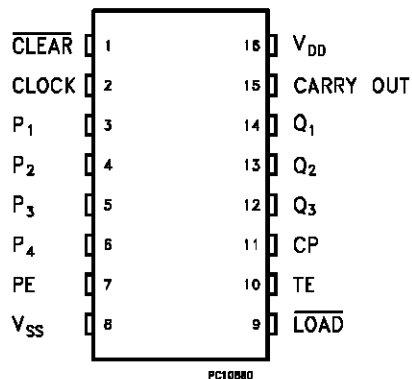 CLEAR 1 16 VDD
CLOCK 2 15 CARRY OUT
P1 3 14 Q1
P2 4 13 Q2
P3 5 12 Q3
P4 6 11 CP
PE 7 10 TE
VSS 8 9 LOAD
PC10880